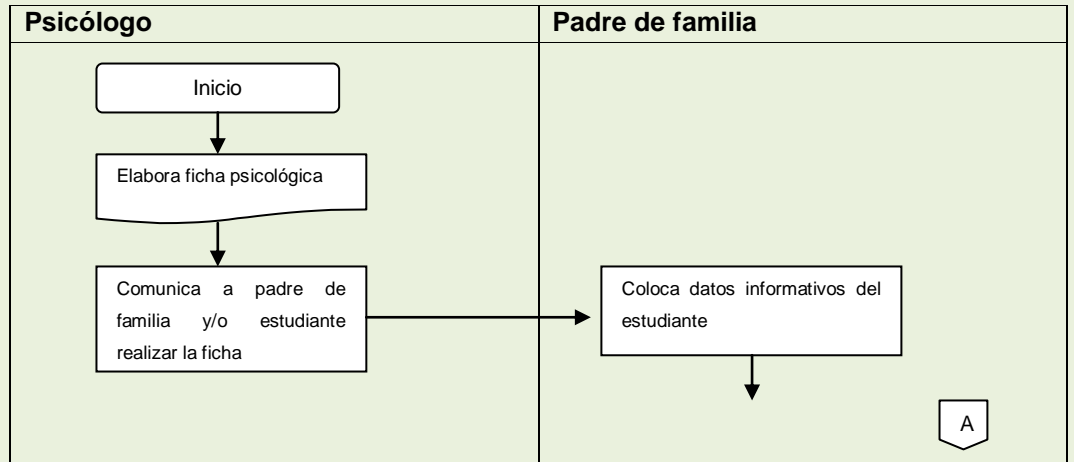 Psicólogo
Padre de familia
Inicio
Elabora ficha psicológica
Comunica a padre de
familia y/o estudiante
realizar la ficha
Coloca datos informativos del
estudiante
A